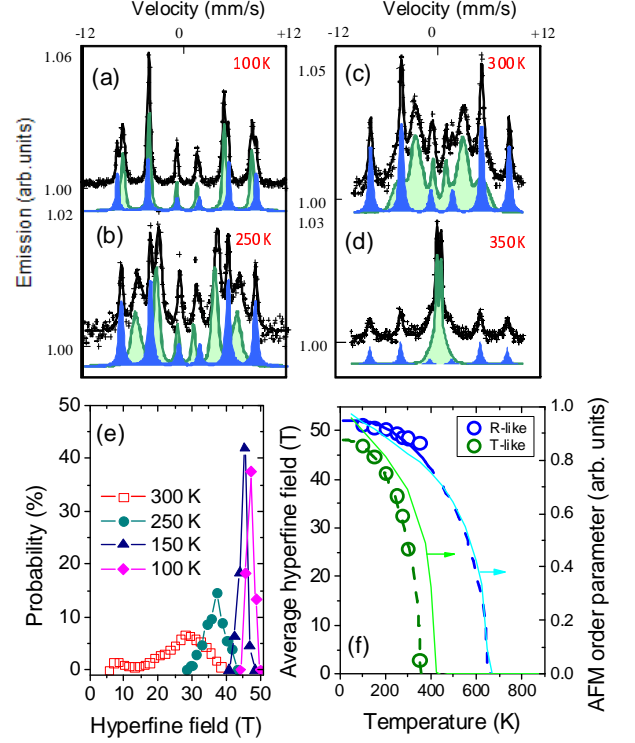 Velocity (mm/s)
Velocity (mm/s)
-12
0
+12
-12
0
+12
1.06
(a)
100K
1.00
1.02
(b)
250K
1.00
Emission (arb.units)
1.05
(c)
300K
1.00
1.03
(d)
350K
1.00
50
(e)
40
30
20
10
0
Probability (%)
300 K
250 K
150 K
100 K
0
10
20
30
40
50
Hyperfine field (T)
50
45
40
35
30
25
20
15
10
5
0
Average hyperfine field (T)
R-like
T-like
(f)
1.0
0.8
0.6
0.4
0.2
0.0
AFM order parameter (arb. units)
0
200
400
600
800
Temperature (K)